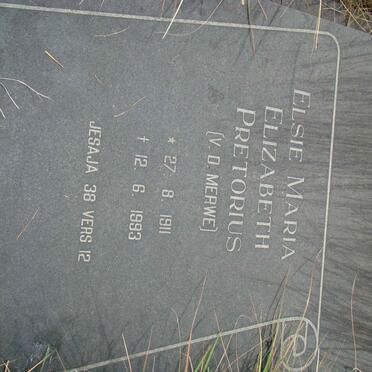 ELSIE MARIA
ELIZABETH
PRETORIUS
(V. D. MERWE)
* 27. 8. 1911
† 12. 6. 1993
JESAJA 38 VERS 12